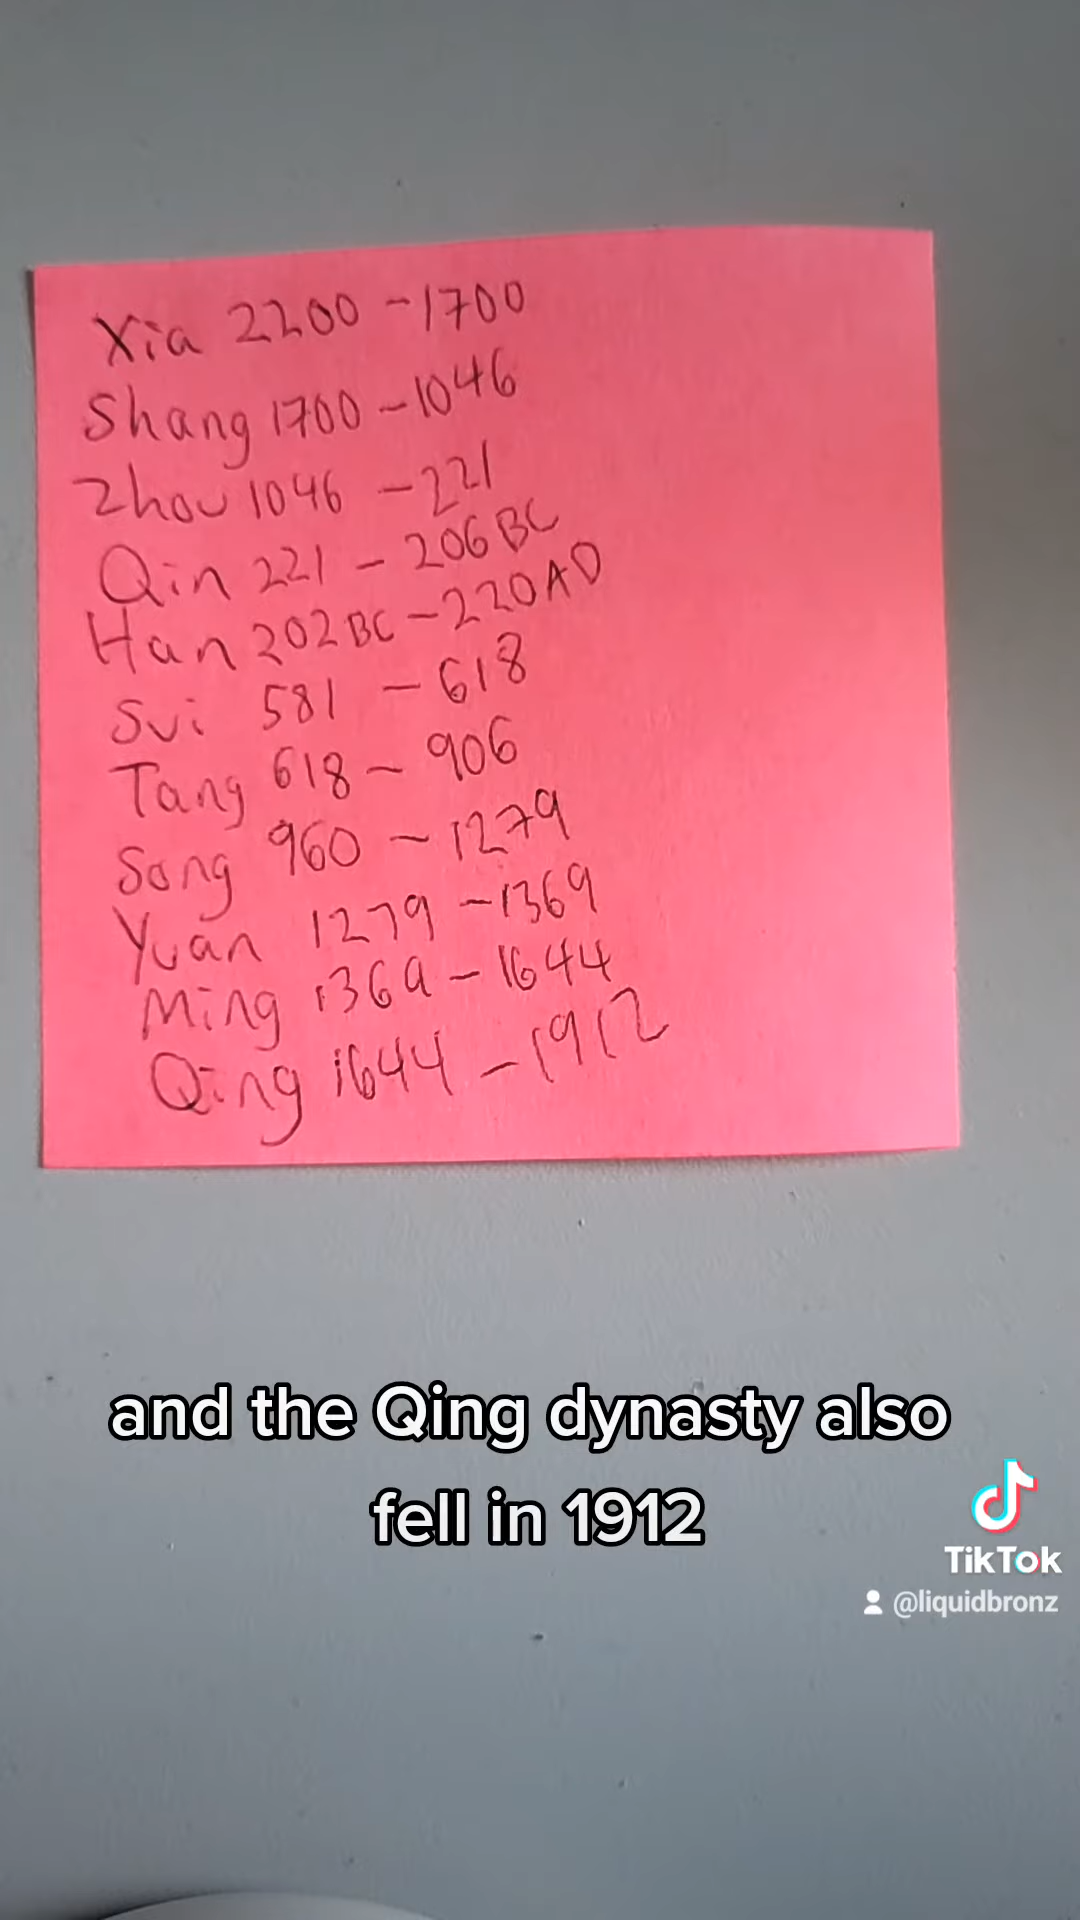 Xia 2200 - 1700
Shang 1700 - 1046
Zhou 1046 - 221
Qin 221 - 206 BC
Han 202 BC - 220 AD
Sui 581 - 618
Tang 618 - 906
Song 960 - 1279
Yuan 1279 - 1369
Ming 1369 - 1644
Qing 1644 - 1912
and the Qing dynasty also
fell in 1912
TikTok
@liquidbronz